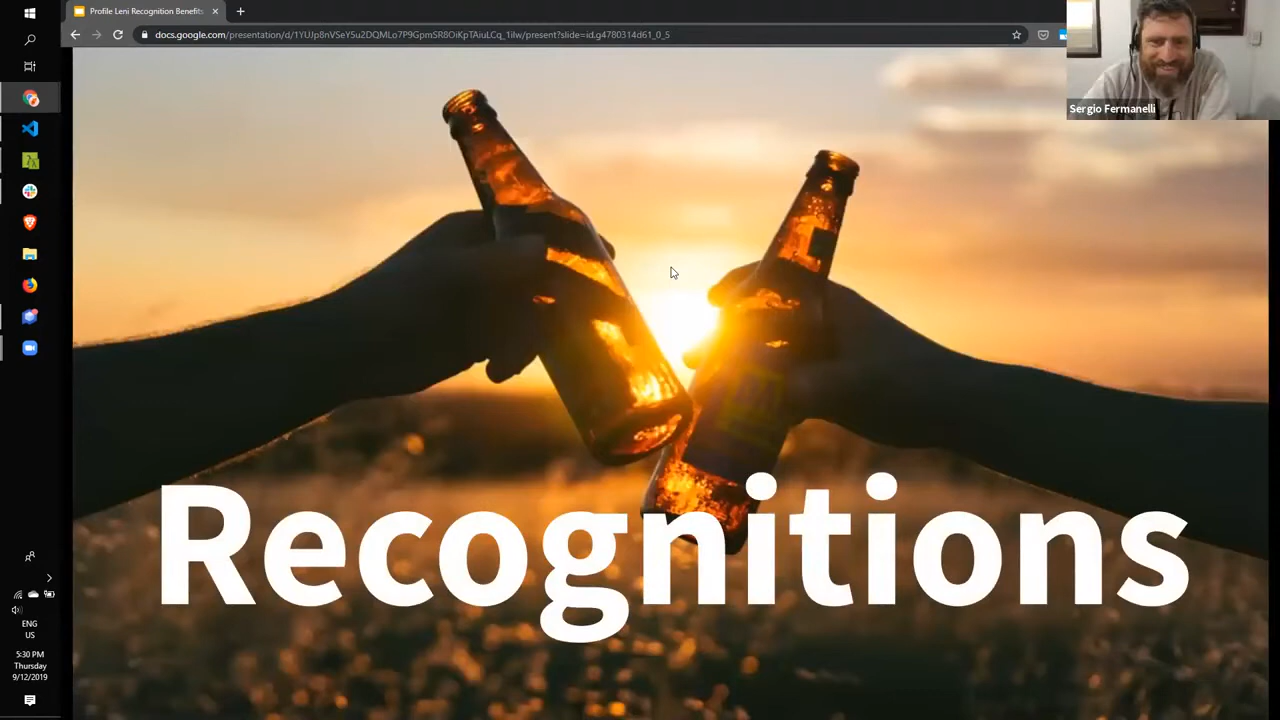 Profile Leni Recognition Benefits
docs.google.com/presentation/d/1YUJp8nVSeY5u2DQMLo7P9GpmSR8OiKpTAiuLCq_1ilw/present?slide=id.g4780314d61_0_5
Sergio Fermanelli
Recognitions
ENG
US
5:30 PM
Thursday
9/12/2019